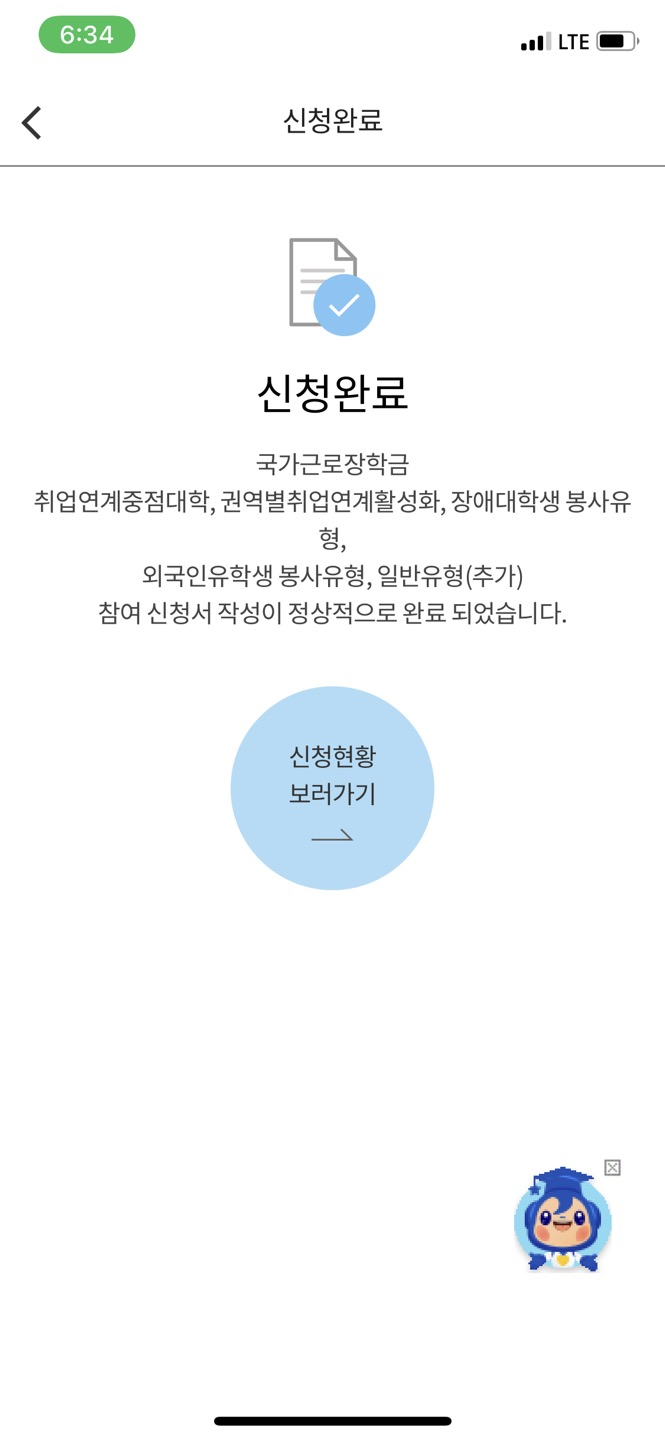 6:34
LTE
신청완료
신청완료
국가근로장학금
취업연계중점대학, 권역별취업연계활성화, 장애대학생 봉사유
형,
외국인유학생 봉사유형, 일반유형(추가)
참여 신청서 작성이 정상적으로 완료 되었습니다.
신청현황
보러가기